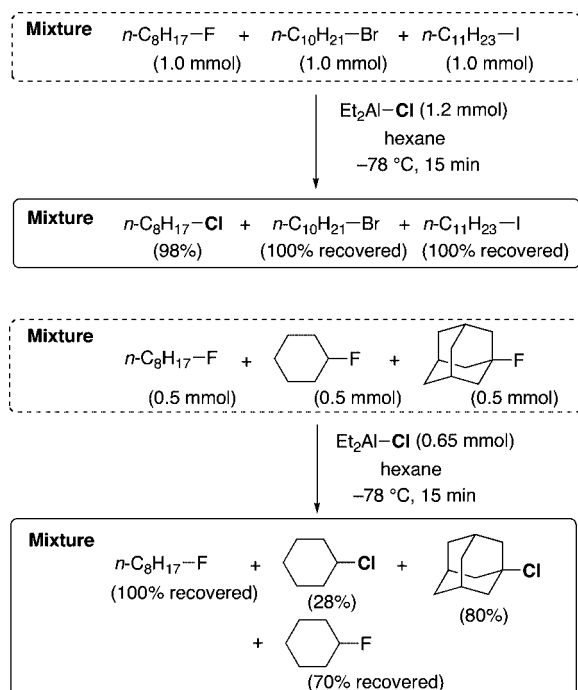 Mixture n-C8H17–F + n-C10H21–Br + n-C11H23–I
(1.0 mmol) (1.0 mmol) (1.0 mmol)
Et2Al–Cl (1.2 mmol)
hexane
–78 °C, 15 min
Mixture n-C8H17–Cl + n-C10H21–Br + n-C11H23–I
(98%) (100% recovered) (100% recovered)
Mixture
n-C8H17–F + F + F
(0.5 mmol) (0.5 mmol) (0.5 mmol)
Et2Al–Cl (0.65 mmol)
hexane
–78 °C, 15 min
Mixture
n-C8H17–F + Cl + Cl
(100% recovered) (28%) (80%)
+ F
(70% recovered)